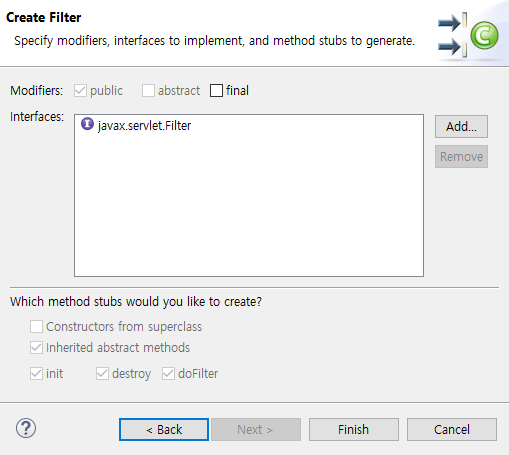 Create Filter
Specify modifiers, interfaces to implement, and method stubs to generate.
Modifiers: public abstract final
Interfaces: javax.servlet.Filter
Add...
Remove
Which method stubs would you like to create?
Constructors from superclass
Inherited abstract methods
init destroy doFilter
? < Back Next > Finish Cancel